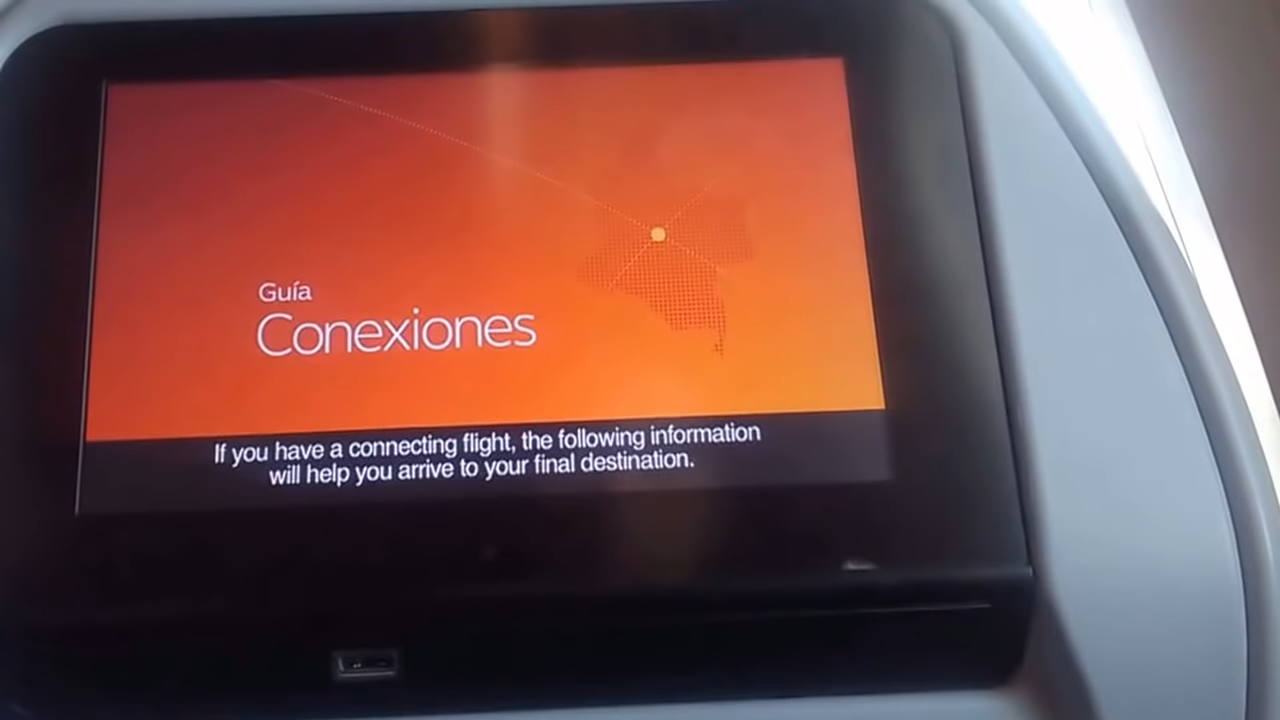 Guía
Conexiones
If you have a connecting flight, the following information
will help you arrive to your final destination.